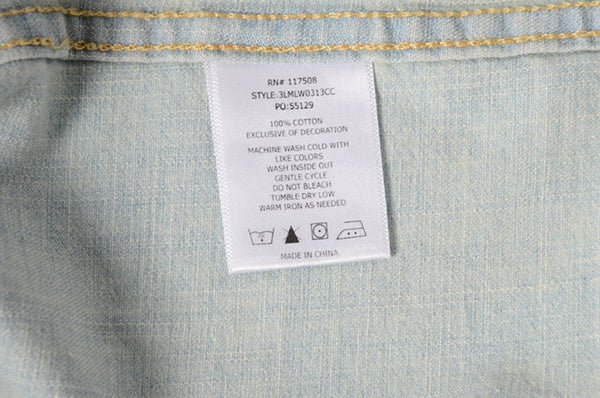 RN# 117508
STYLE:3LMLW0313CC
PO:55129
100% COTTON
EXCLUSIVE OF DECORATION
MACHINE WASH COLD WITH
LIKE COLORS
WASH INSIDE OUT
GENTLE CYCLE
DO NOT BLEACH
TUMBLE DRY LOW
WARM IRON AS NEEDED
MADE IN CHINA